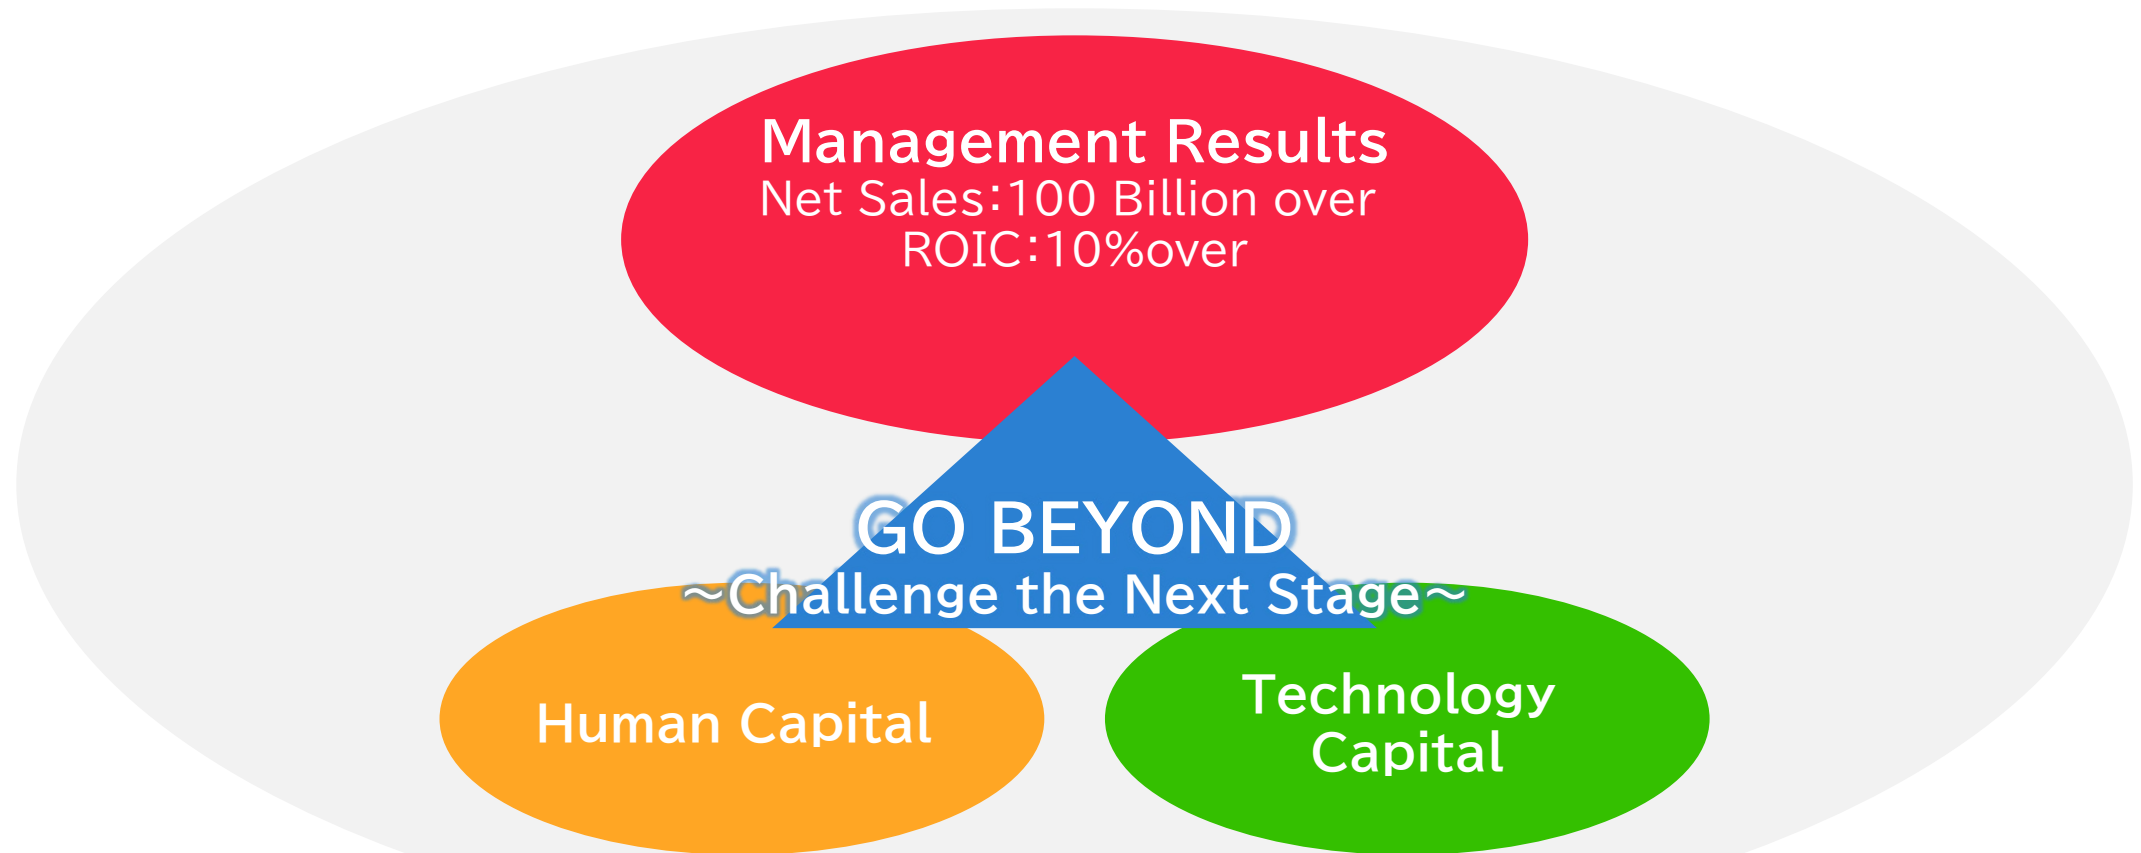 Management Results
Net Sales：100 Billion over
ROIC：10%over
GO BEYOND
～Challenge the Next Stage～
Human Capital
Technology
Capital